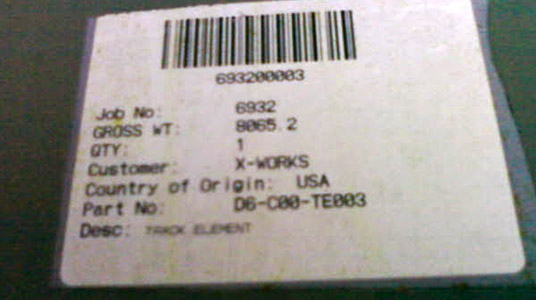 693200003
Job No: 6932
GROSS WT: 8065.2
QTY: 1
Customer: X-WORKS
Country of Origin: USA
Part No: D6-C00-TE003
Desc: TRACK ELEMENT